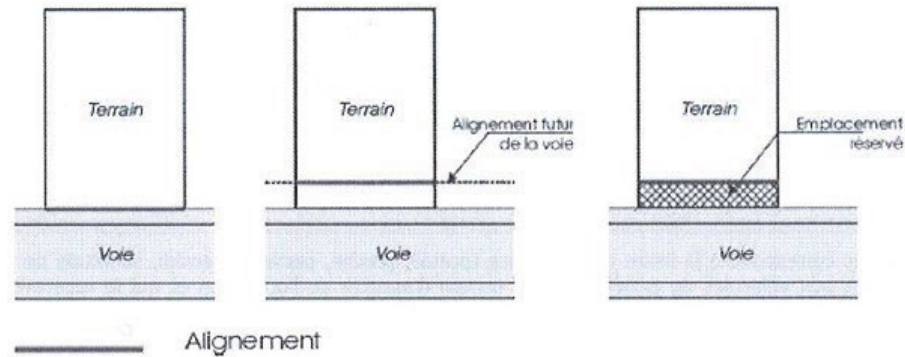 Terrain
Voie
Terrain
Alignement futur
de la voie
Voie
Terrain
Emplacement
réservé
Voie
Alignement